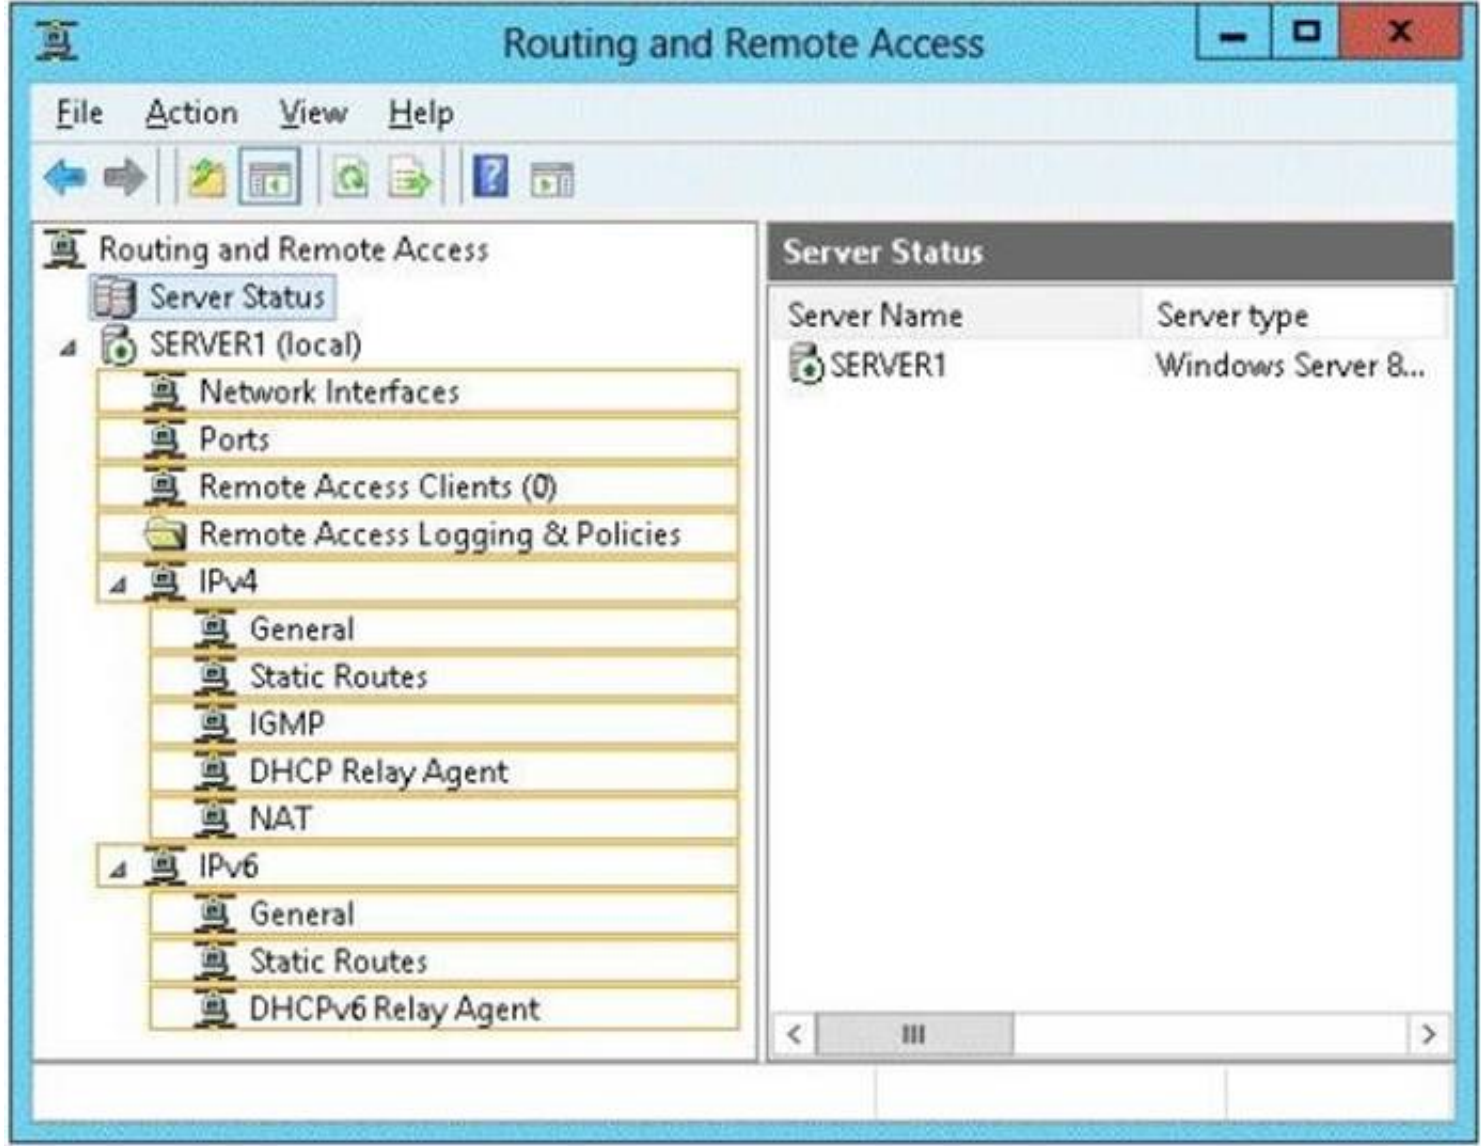 Routing and Remote Access
File Action View Help
Routing and Remote Access
Server Status
SERVER1 (local)
Network Interfaces
Ports
Remote Access Clients (0)
Remote Access Logging & Policies
IPv4
General
Static Routes
IGMP
DHCP Relay Agent
NAT
IPv6
General
Static Routes
DHCPv6 Relay Agent
Server Status
Server Name Server type
SERVER1 Windows Server 8...